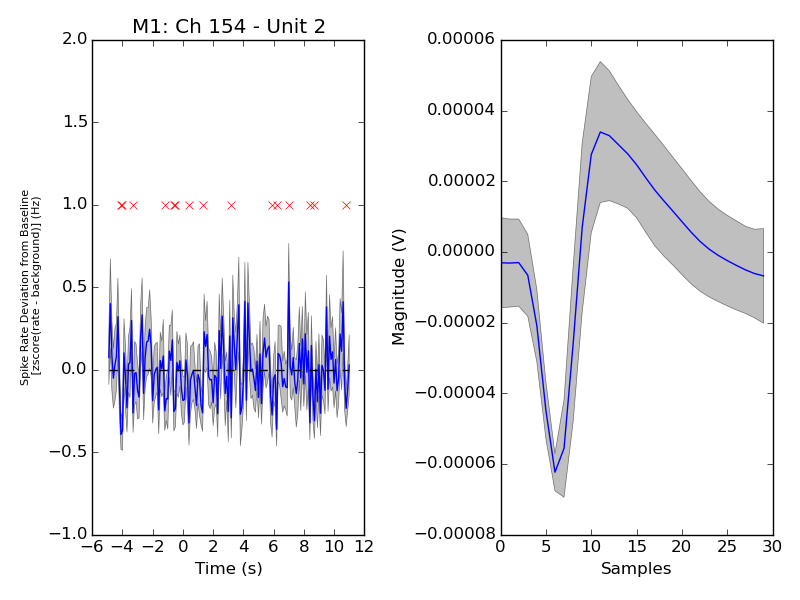 M1: Ch 154 - Unit 2
2.0
1.5
1.0
0.5
0.0
−0.5
−1.0
−6 −4 −2 0 2 4 6 8 10 12
Time (s)
Spike Rate Deviation from Baseline
[zscore(rate - background)] (Hz)
0.00006
0.00004
0.00002
0.00000
−0.00002
−0.00004
−0.00006
−0.00008
0 5 10 15 20 25 30
Samples
Magnitude (V)